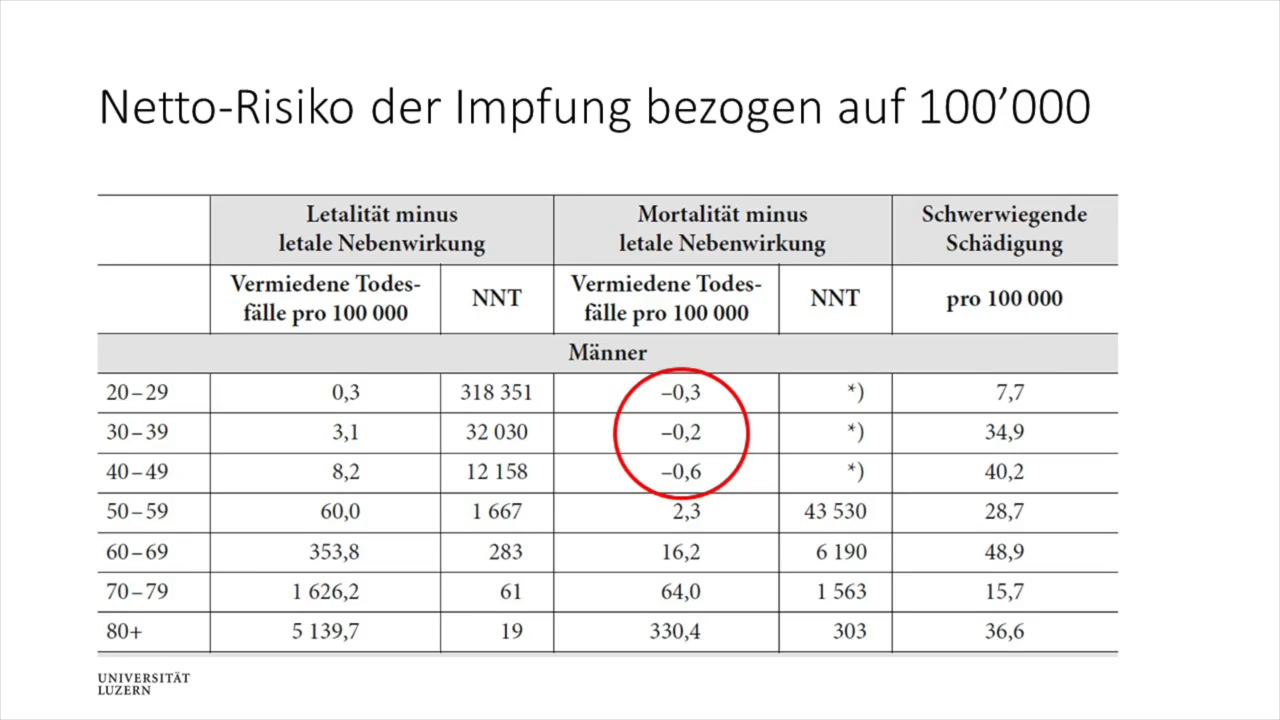 Netto-Risiko der Impfung bezogen auf 100’000
Letalität minus letale Nebenwirkung Mortalität minus letale Nebenwirkung Schwerwiegende Schädigung
Vermiedene Todes-fälle pro 100 000 NNT Vermiedene Todes-fälle pro 100 000 NNT pro 100 000
Männer
20–29 0,3 318 351 –0,3 *) 7,7
30–39 3,1 32 030 –0,2 *) 34,9
40–49 8,2 12 158 –0,6 *) 40,2
50–59 60,0 1 667 2,3 43 530 28,7
60–69 353,8 283 16,2 6 190 48,9
70–79 1 626,2 61 64,0 1 563 15,7
80+ 5 139,7 19 330,4 303 36,6
UNIVERSITÄT
LUZERN